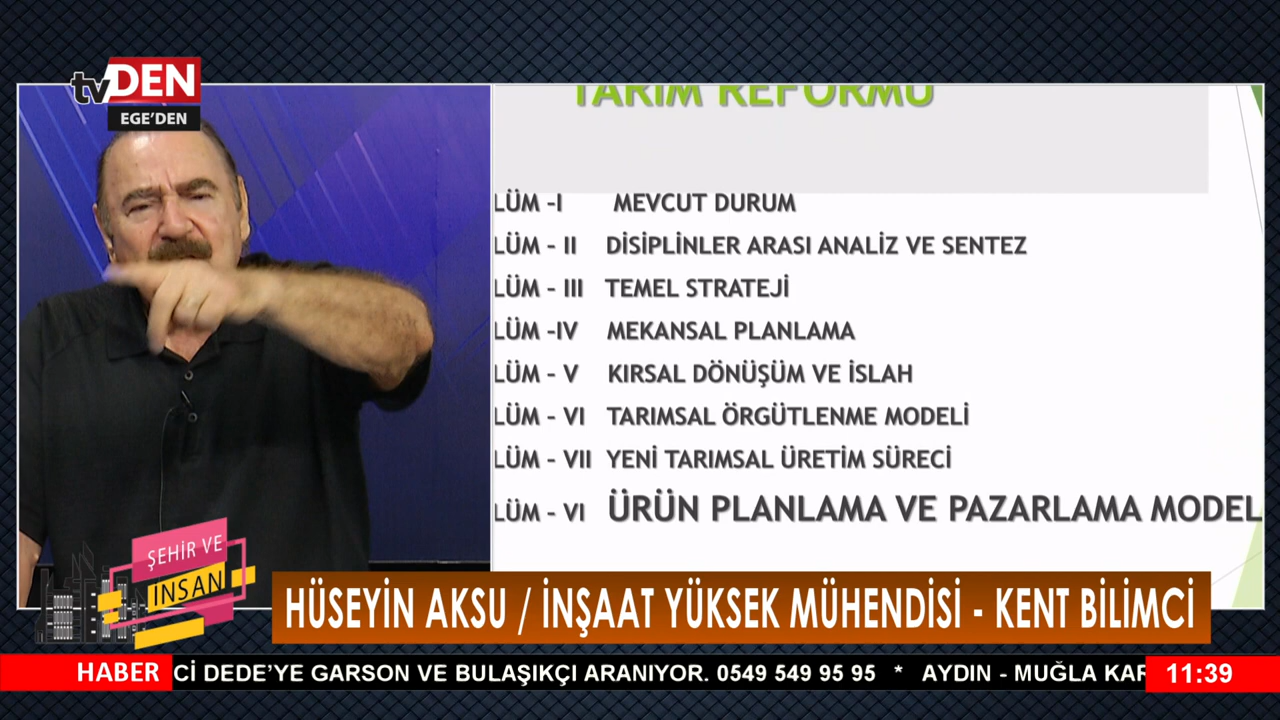 tv DEN
EGE'DEN
TARIM REFORMU
LÜM –I MEVCUT DURUM
LÜM – II DİSİPLİNLER ARASI ANALİZ VE SENTEZ
LÜM – III TEMEL STRATEJİ
LÜM –IV MEKANSAL PLANLAMA
LÜM – V KIRSAL DÖNÜŞÜM VE İSLAH
LÜM – VI TARIMSAL ÖRGÜTLENME MODELİ
LÜM – VII YENİ TARIMSAL ÜRETİM SÜRECİ
LÜM – VI ÜRÜN PLANLAMA VE PAZARLAMA MODEL
ŞEHİR VE
İNSAN
HÜSEYİN AKSU / İNŞAAT YÜKSEK MÜHENDİSİ - KENT BİLİMCİ
HABER Cİ DEDE'YE GARSON VE BULAŞIKÇI ARANIYOR. 0549 549 95 95 * AYDIN - MUĞLA KAR 11:39